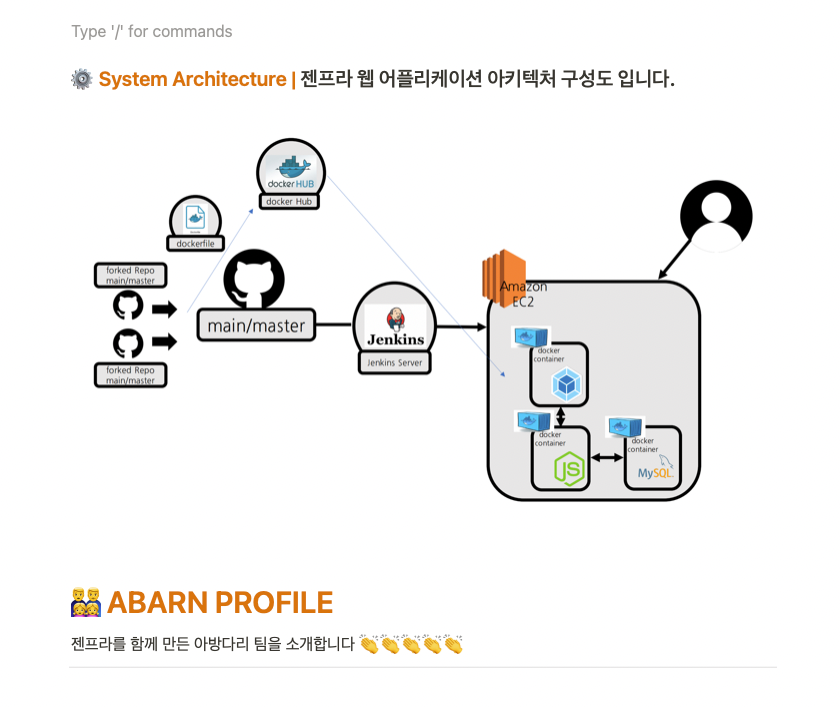 Type '/' for commands
System Architecture | 젠프라 웹 어플리케이션 아키텍처 구성도 입니다.
docker HUB
docker Hub
dockerfile
forked Repo
main/master
main/master
forked Repo
main/master
Jenkins
Jenkins Server
Amazon
EC2
docker
container
docker
container
JS
docker
container
MySQL
ABARN PROFILE
젠프라를 함께 만든 아방다리 팀을 소개합니다